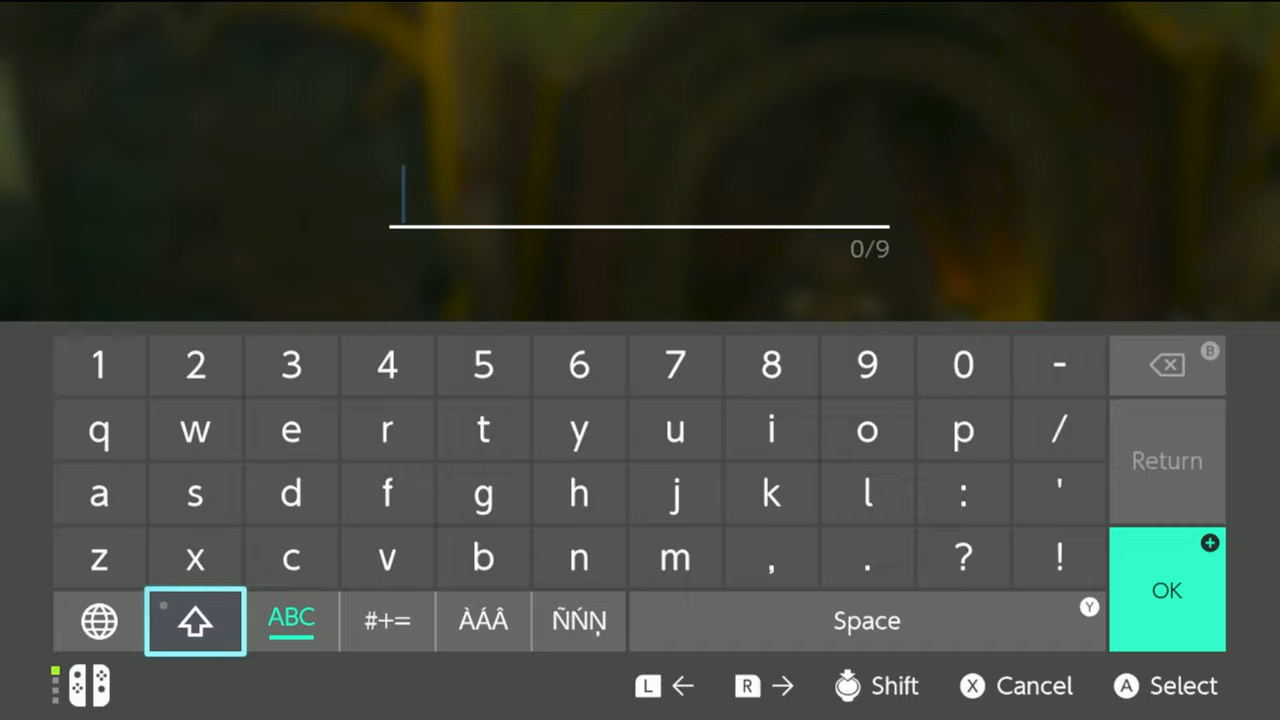 0/9
1 2 3 4 5 6 7 8 9 0 - B
q w e r t y u i o p / Return
a s d f g h j k l : '
z x c v b n m , . ? ! + OK
ABC #+= ÀÁÂ ÑŃŅ Space Y
L ← R → Shift X Cancel A Select